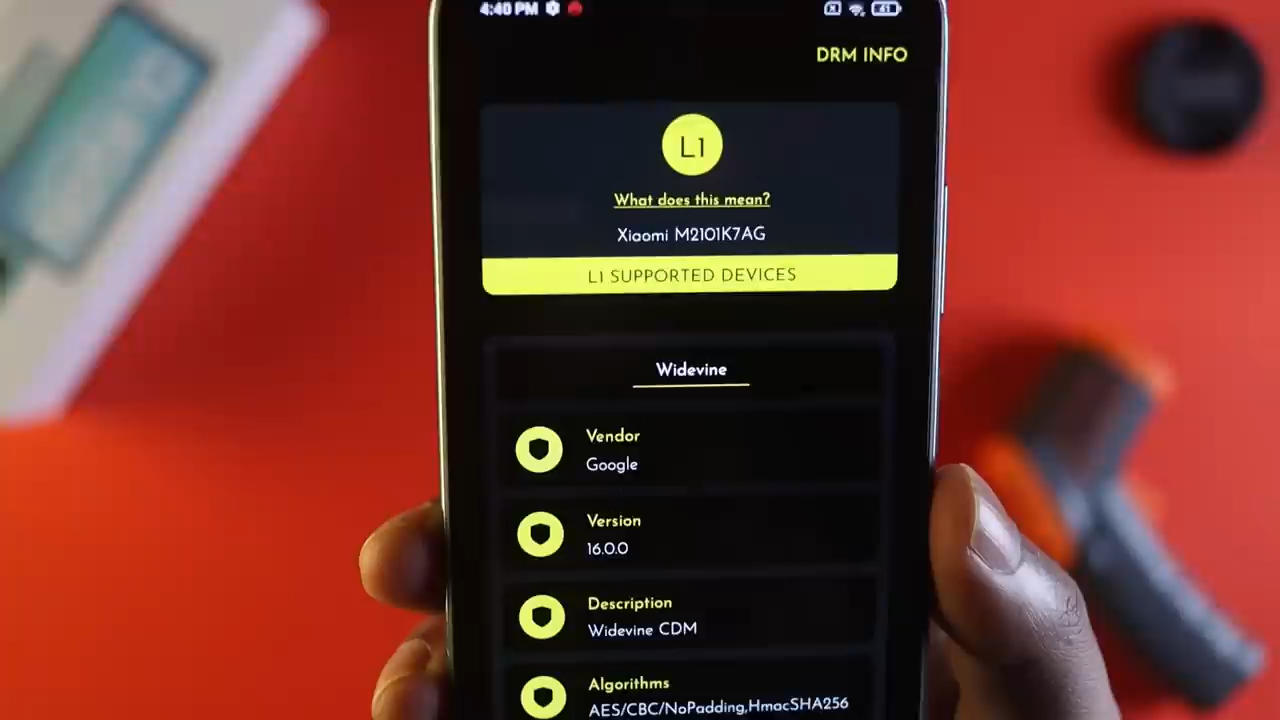 4:40 PM
41
DRM INFO
L1
What does this mean?
Xiaomi M2101K7AG
L1 SUPPORTED DEVICES
Widevine
Vendor
Google
Version
16.0.0
Description
Widevine CDM
Algorithms
AES/CBC/NoPadding,HmacSHA256